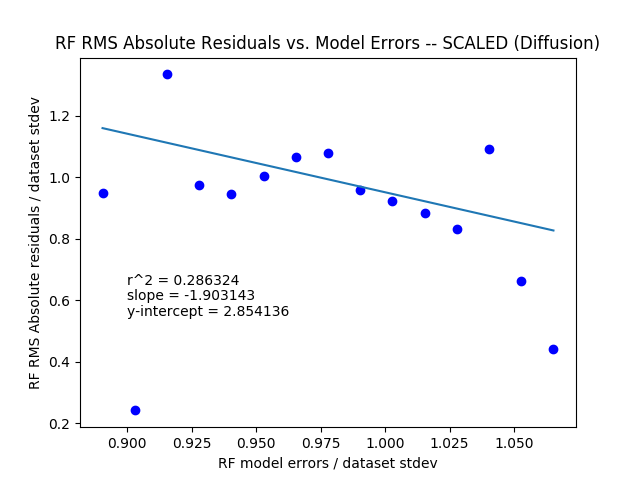 RF RMS Absolute Residuals vs. Model Errors -- SCALED (Diffusion)
RF RMS Absolute residuals / dataset stdev
1.2
1.0
0.8
0.6
0.4
0.2
r^2 = 0.286324
slope = -1.903143
y-intercept = 2.854136
0.900 0.925 0.950 0.975 1.000 1.025 1.050
RF model errors / dataset stdev